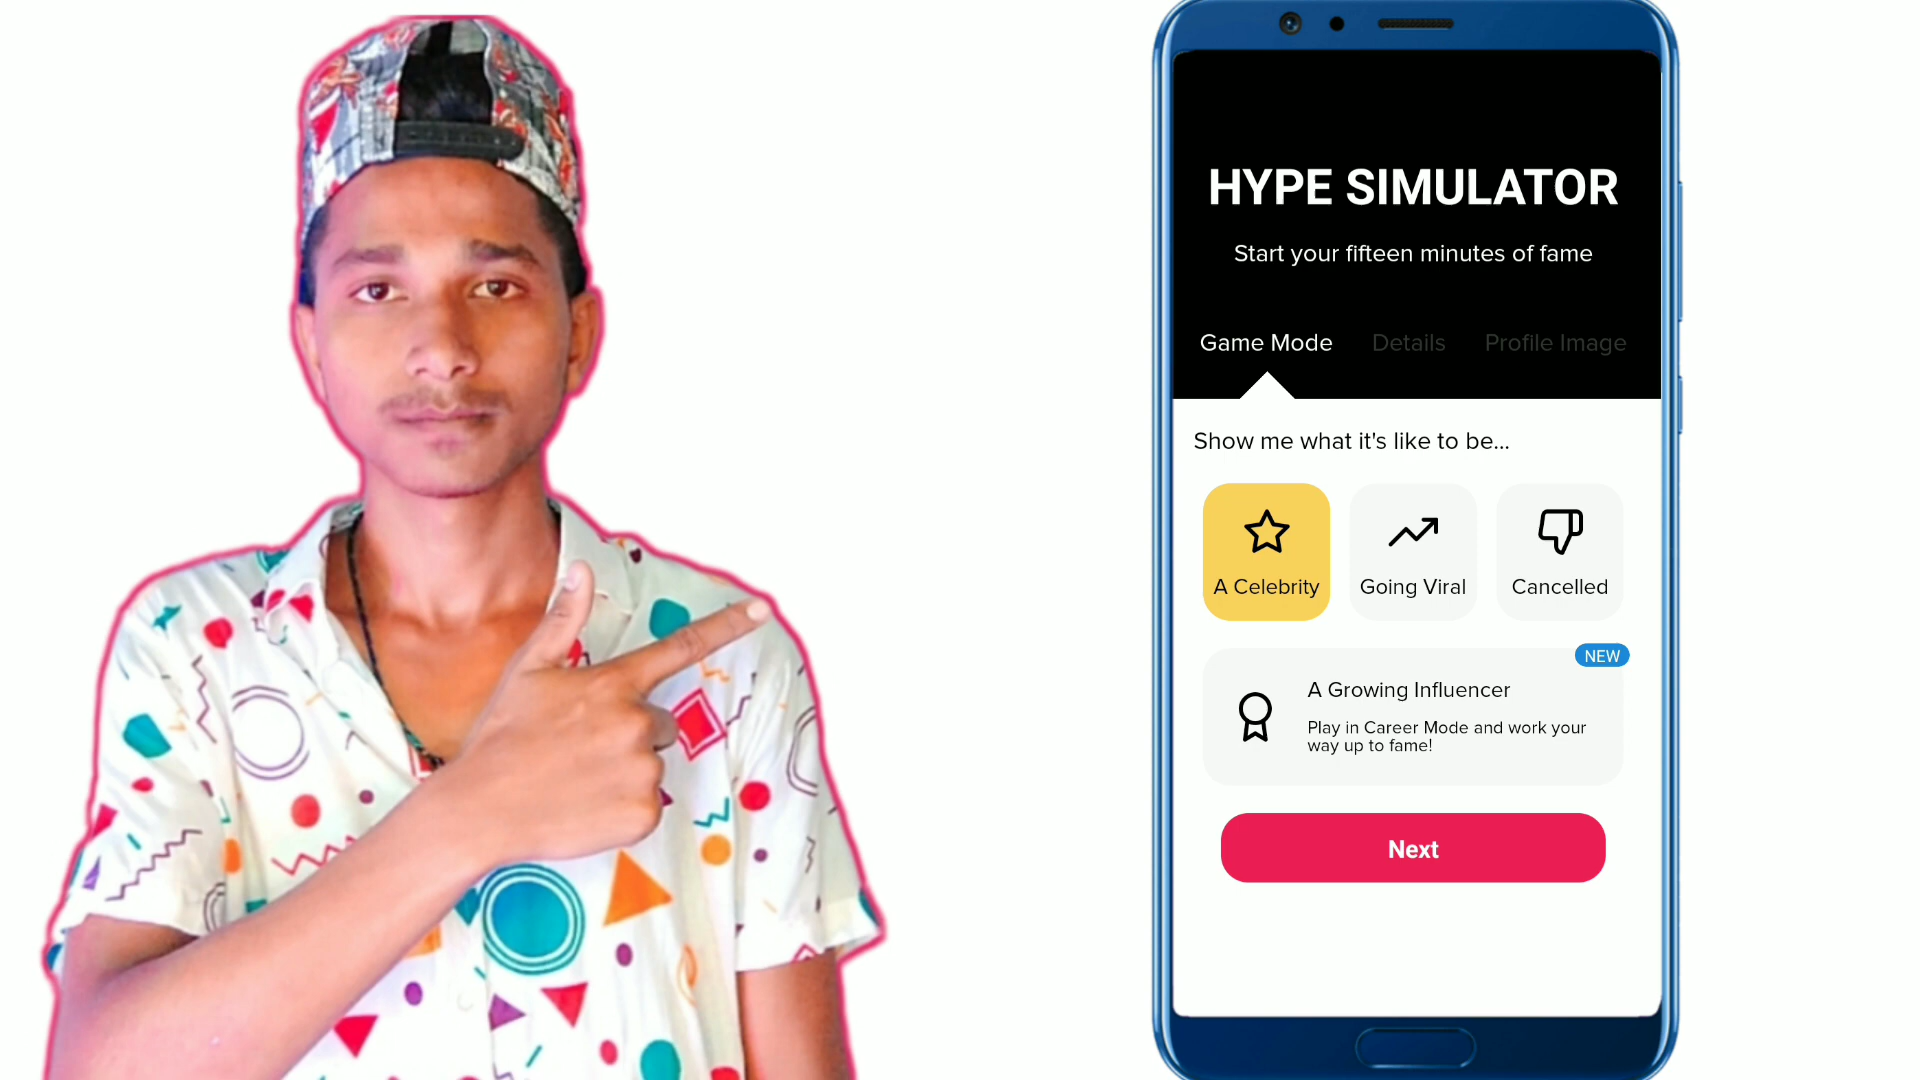 HYPE SIMULATOR
Start your fifteen minutes of fame
Game Mode Details Profile Image
Show me what it's like to be...
A Celebrity Going Viral Cancelled
NEW
A Growing Influencer
Play in Career Mode and work your
way up to fame!
Next